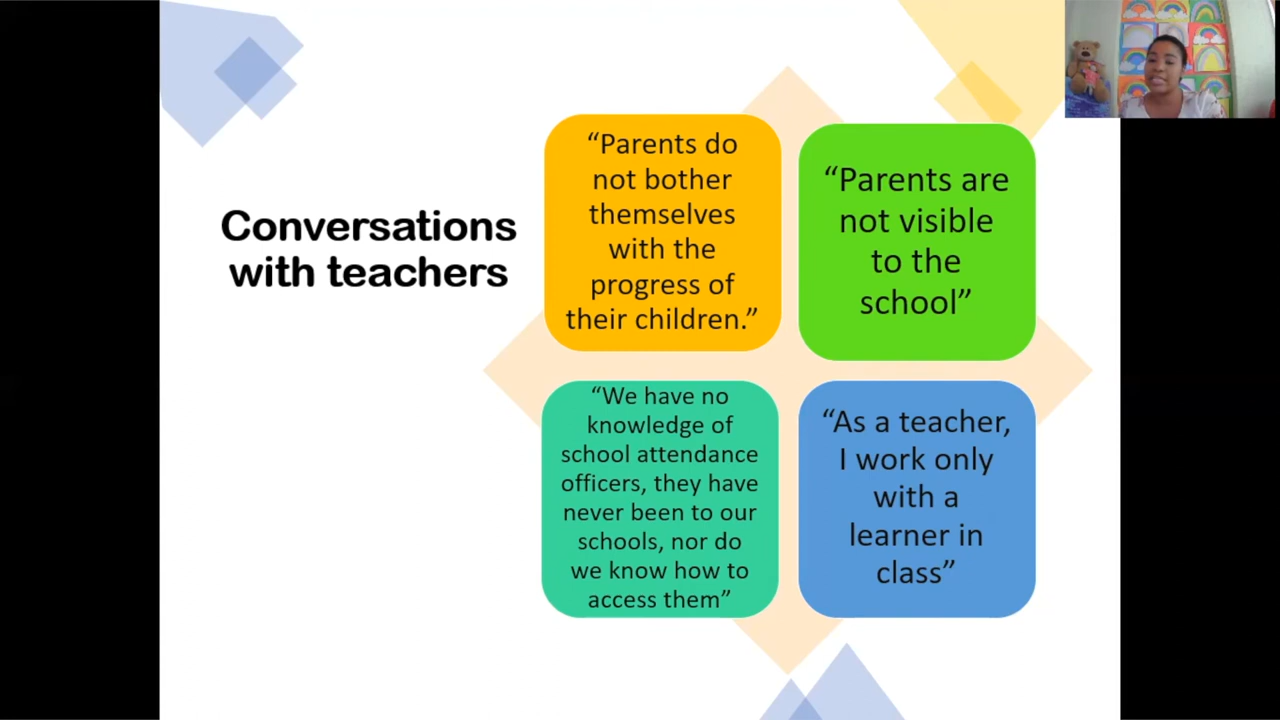 Conversations
with teachers
“Parents do
not bother
themselves
with the
progress of
their children.”
“Parents are
not visible
to the
school”
“We have no
knowledge of
school attendance
officers, they have
never been to our
schools, nor do
we know how to
access them”
“As a teacher,
I work only
with a
learner in
class”